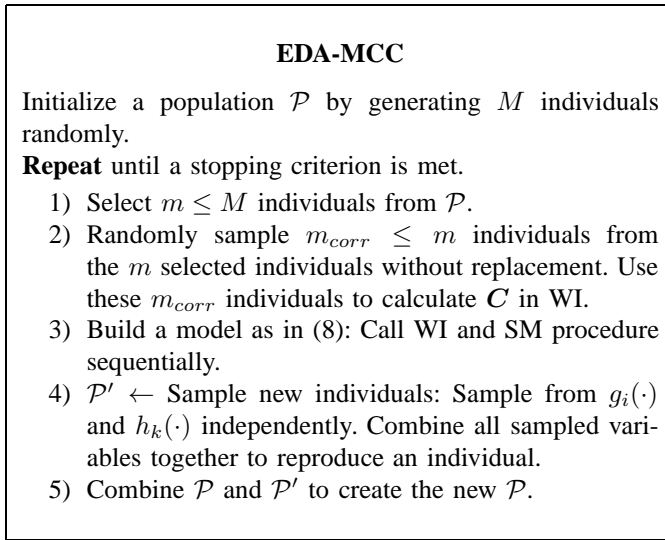 EDA-MCC
Initialize a population 𝒫 by generating M individuals
randomly.
Repeat until a stopping criterion is met.
1) Select m ≤ M individuals from 𝒫.
2) Randomly sample m_corr ≤ m individuals from
the m selected individuals without replacement. Use
these m_corr individuals to calculate C in WI.
3) Build a model as in (8): Call WI and SM procedure
sequentially.
4) 𝒫′ ← Sample new individuals: Sample from g_i(·)
and h_k(·) independently. Combine all sampled vari-
ables together to reproduce an individual.
5) Combine 𝒫 and 𝒫′ to create the new 𝒫.